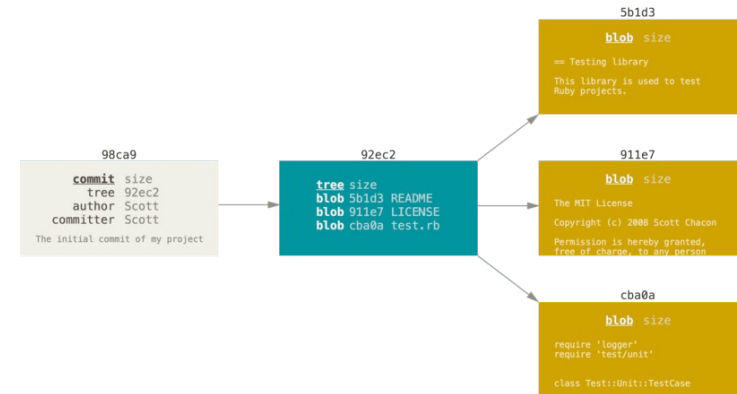 98ca9
commit size
tree 92ec2
author Scott
committer Scott
The initial commit of my project
92ec2
tree size
blob 5b1d3 README
blob 911e7 LICENSE
blob cba0a test.rb
5b1d3
blob size
== Testing library
This library is used to test
Ruby projects.
911e7
blob size
The MIT License
Copyright (c) 2008 Scott Chacon
Permission is hereby granted,
free of charge, to any person
cba0a
blob size
require 'logger'
require 'test/unit'
class Test::Unit::TestCase